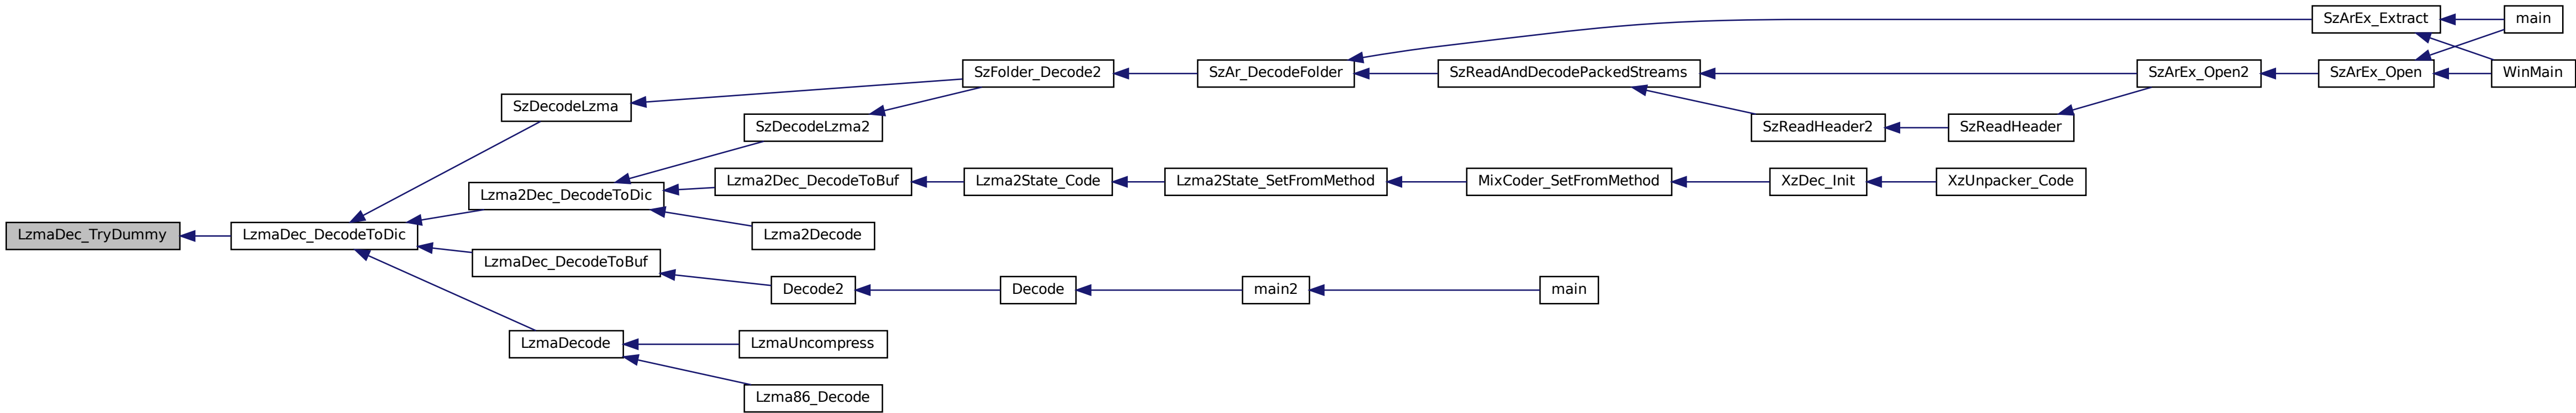 SzArEx_Extract
main
SzFolder_Decode2
SzAr_DecodeFolder
SzReadAndDecodePackedStreams
SzArEx_Open2
SzArEx_Open
WinMain
SzDecodeLzma
SzDecodeLzma2
SzReadHeader2
SzReadHeader
Lzma2Dec_DecodeToDic
Lzma2Dec_DecodeToBuf
Lzma2State_Code
Lzma2State_SetFromMethod
MixCoder_SetFromMethod
XzDec_Init
XzUnpacker_Code
LzmaDec_TryDummy
LzmaDec_DecodeToDic
Lzma2Decode
LzmaDec_DecodeToBuf
Decode2
Decode
main2
main
LzmaDecode
LzmaUncompress
Lzma86_Decode